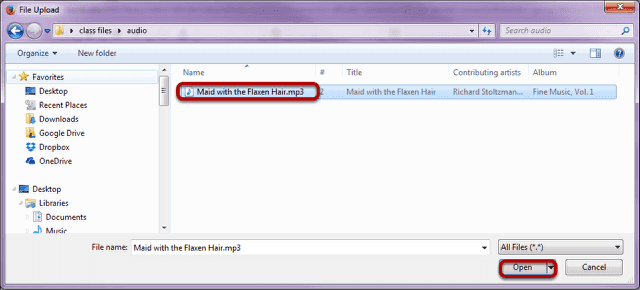 File Upload
class files ▸ audio
Search audio
Organize
New folder
Name # Title Contributing artists Album
Maid with the Flaxen Hair.mp3 2 Maid with the Flaxen Hair Richard Stoltzman... Fine Music, Vol. 1
Favorites
Desktop
Recent Places
Downloads
Google Drive
Dropbox
OneDrive
Desktop
Libraries
Documents
Music
File name: Maid with the Flaxen Hair.mp3
All Files (*.*)
Open
Cancel